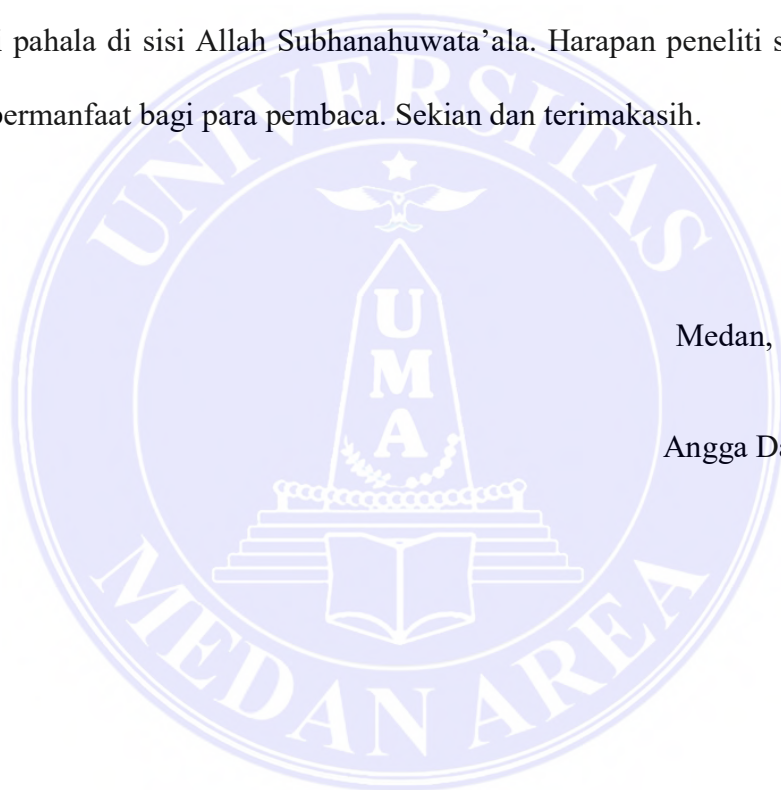 pahala di sisi Allah Subhanahuwata’ala. Harapan peneliti
bermanfaat bagi para pembaca. Sekian dan terimakasih.
UNIVERSITAS
U
M
A
Medan,
Angga
MEDAN AREA